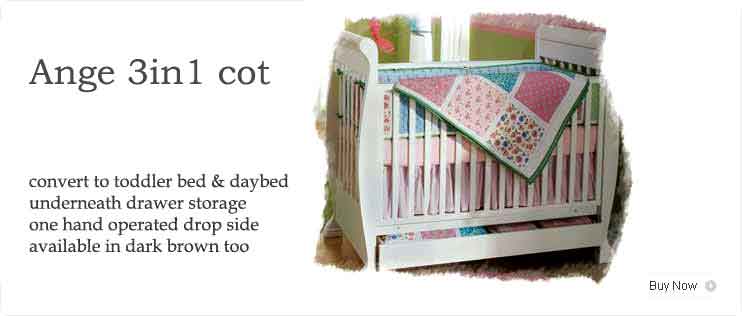 Ange 3in1 cot
convert to toddler bed & daybed
underneath drawer storage
one hand operated drop side
available in dark brown too
Buy Now